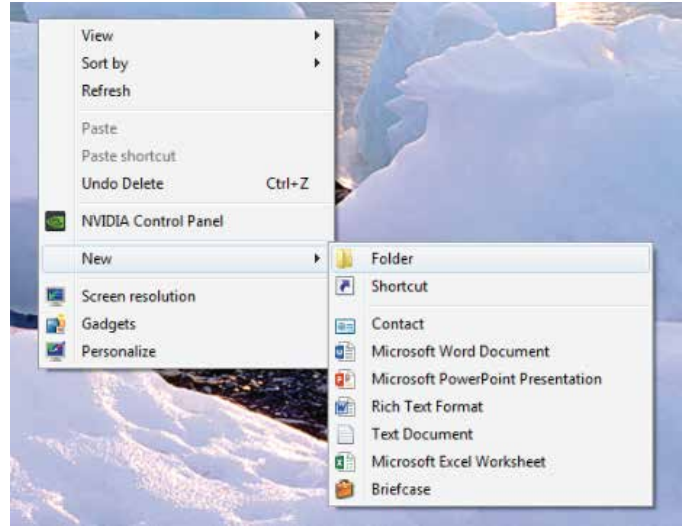 View
Sort by
Refresh
Paste
Paste shortcut
Undo Delete Ctrl+Z
NVIDIA Control Panel
New
Screen resolution
Gadgets
Personalize
Folder
Shortcut
Contact
Microsoft Word Document
Microsoft PowerPoint Presentation
Rich Text Format
Text Document
Microsoft Excel Worksheet
Briefcase